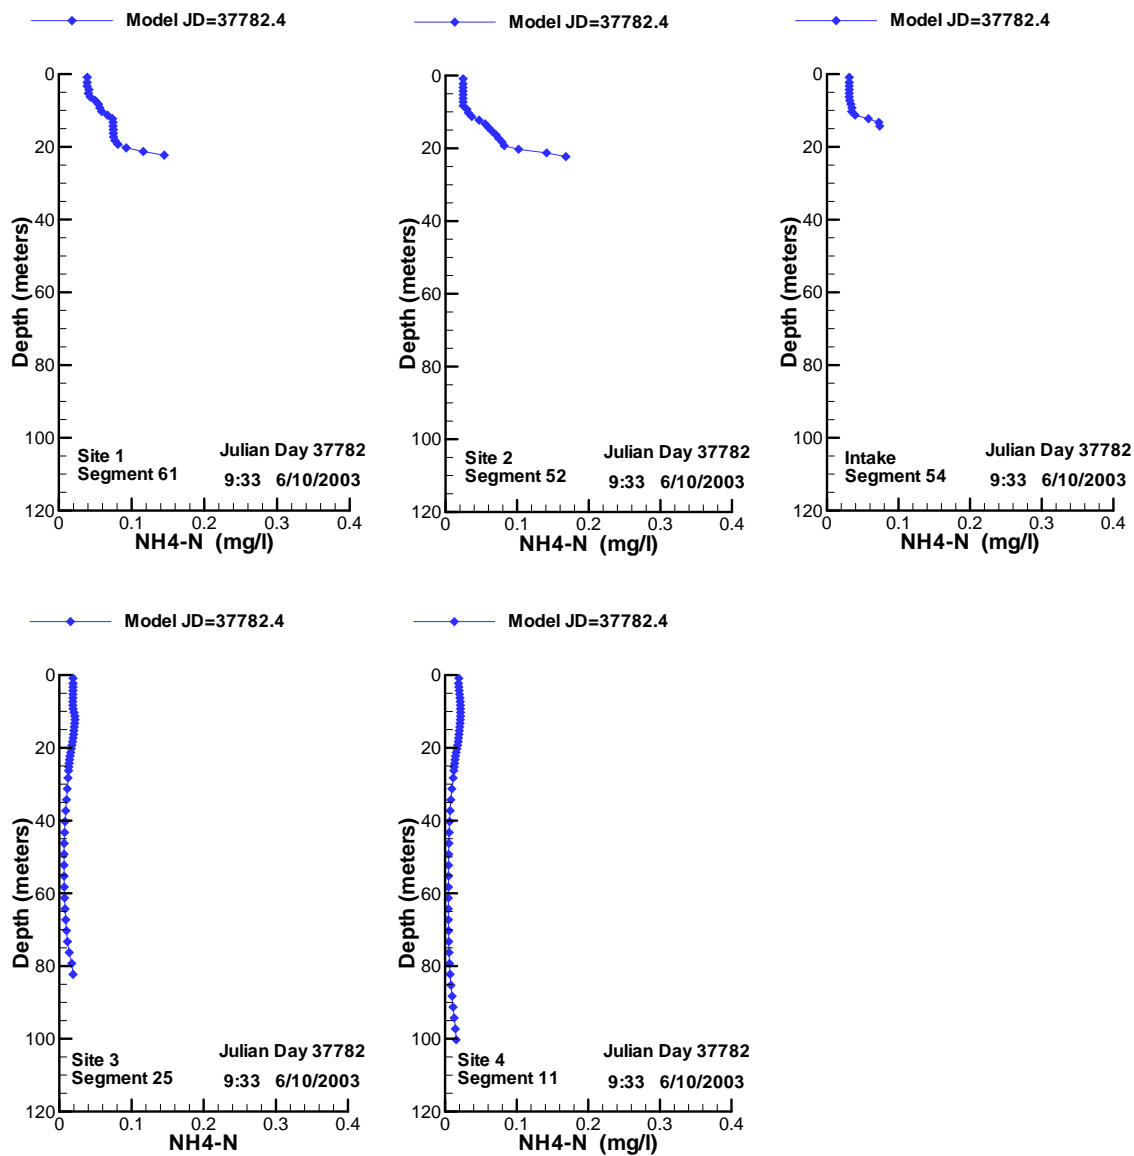 Model JD=37782.4
0
20
40
60
80
100
120
Depth (meters)
Site 1
Segment 61
Julian Day 37782
9:33 6/10/2003
0 0.1 0.2 0.3 0.4
NH4-N (mg/l)
Model JD=37782.4
0
20
40
60
80
100
120
Depth (meters)
Site 2
Segment 52
Julian Day 37782
9:33 6/10/2003
0 0.1 0.2 0.3 0.4
NH4-N (mg/l)
Model JD=37782.4
0
20
40
60
80
100
120
Depth (meters)
Intake
Segment 54
Julian Day 37782
9:33 6/10/2003
0 0.1 0.2 0.3 0.4
NH4-N (mg/l)
Model JD=37782.4
0
20
40
60
80
100
120
Depth (meters)
Site 3
Segment 25
Julian Day 37782
9:33 6/10/2003
0 0.1 0.2 0.3 0.4
NH4-N
Model JD=37782.4
0
20
40
60
80
100
120
Depth (meters)
Site 4
Segment 11
Julian Day 37782
9:33 6/10/2003
0 0.1 0.2 0.3 0.4
NH4-N (mg/l)